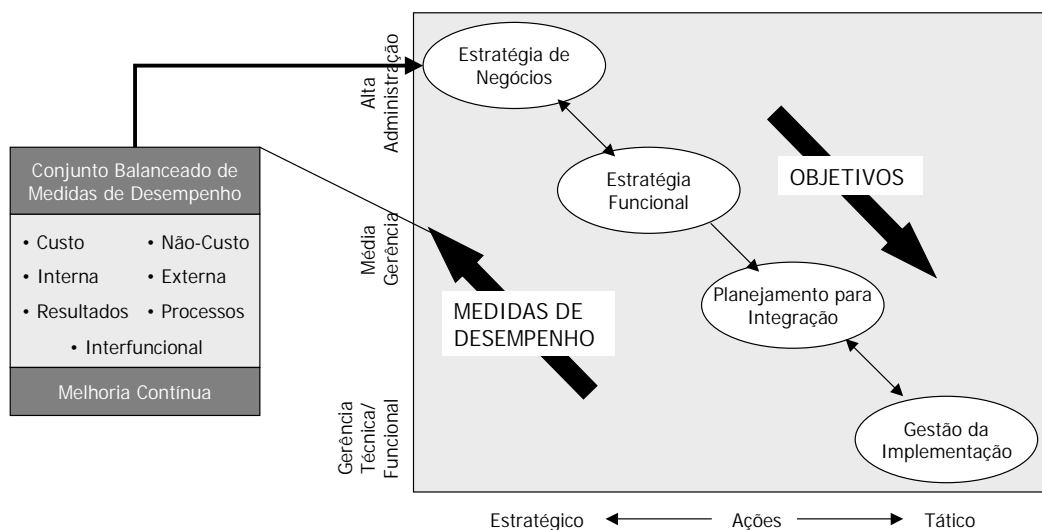 Alta
Administração
Estratégia de
Negócios
Conjunto Balanceado de
Medidas de Desempenho
• Custo
• Não-Custo
• Interna
• Externa
• Resultados
• Processos
• Interfuncional
Melhoria Contínua
Estratégia
Funcional
OBJETIVOS
Média
Gerência
MEDIDAS DE
DESEMPENHO
Planejamento para
Integração
Gerência
Técnica/
Funcional
Gestão da
Implementação
Estratégico
Ações
Tático